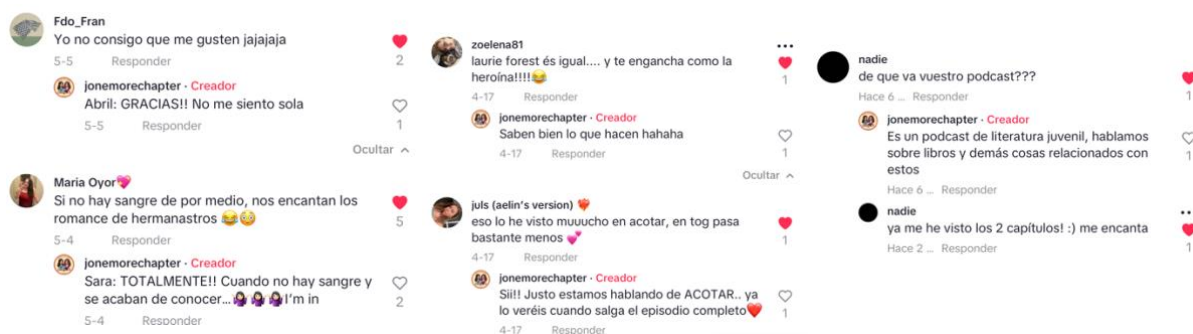 Fdo_Fran
Yo no consigo que me gusten jajajaja
5-5 Responder
2
jonemorechapter · Creador
Abril: GRACIAS!! No me siento sola
5-5 Responder
1
Ocultar
Maria Oyor💖
Si no hay sangre de por medio, nos encantan los
romance de hermanastros 😂😳
5-4 Responder
5
jonemorechapter · Creador
Sara: TOTALMENTE!! Cuando no hay sangre y
se acaban de conocer...🤷🏻‍♀️🤷🏻‍♀️🤷🏻‍♀️I'm in
5-4 Responder
2
zoelena81
laurie forest és igual.... y te engancha como la
heroína!!!!😂
4-17 Responder
1
jonemorechapter · Creador
Saben bien lo que hacen hahaha
4-17 Responder
1
Ocultar
juls (aelin's version) ❤️‍🔥
eso lo he visto muuucho en acotar, en tog pasa
bastante menos 💕
4-17 Responder
1
jonemorechapter · Creador
Sii!! Justo estamos hablando de ACOTAR.. ya
lo veréis cuando salga el episodio completo❤️
4-17 Responder
1
nadie
de que va vuestro podcast???
Hace 6 ... Responder
1
jonemorechapter · Creador
Es un podcast de literatura juvenil, hablamos
sobre libros y demás cosas relacionados con
estos
Hace 6 ... Responder
1
nadie
ya me he visto los 2 capítulos! :) me encanta
Hace 2 ... Responder
1